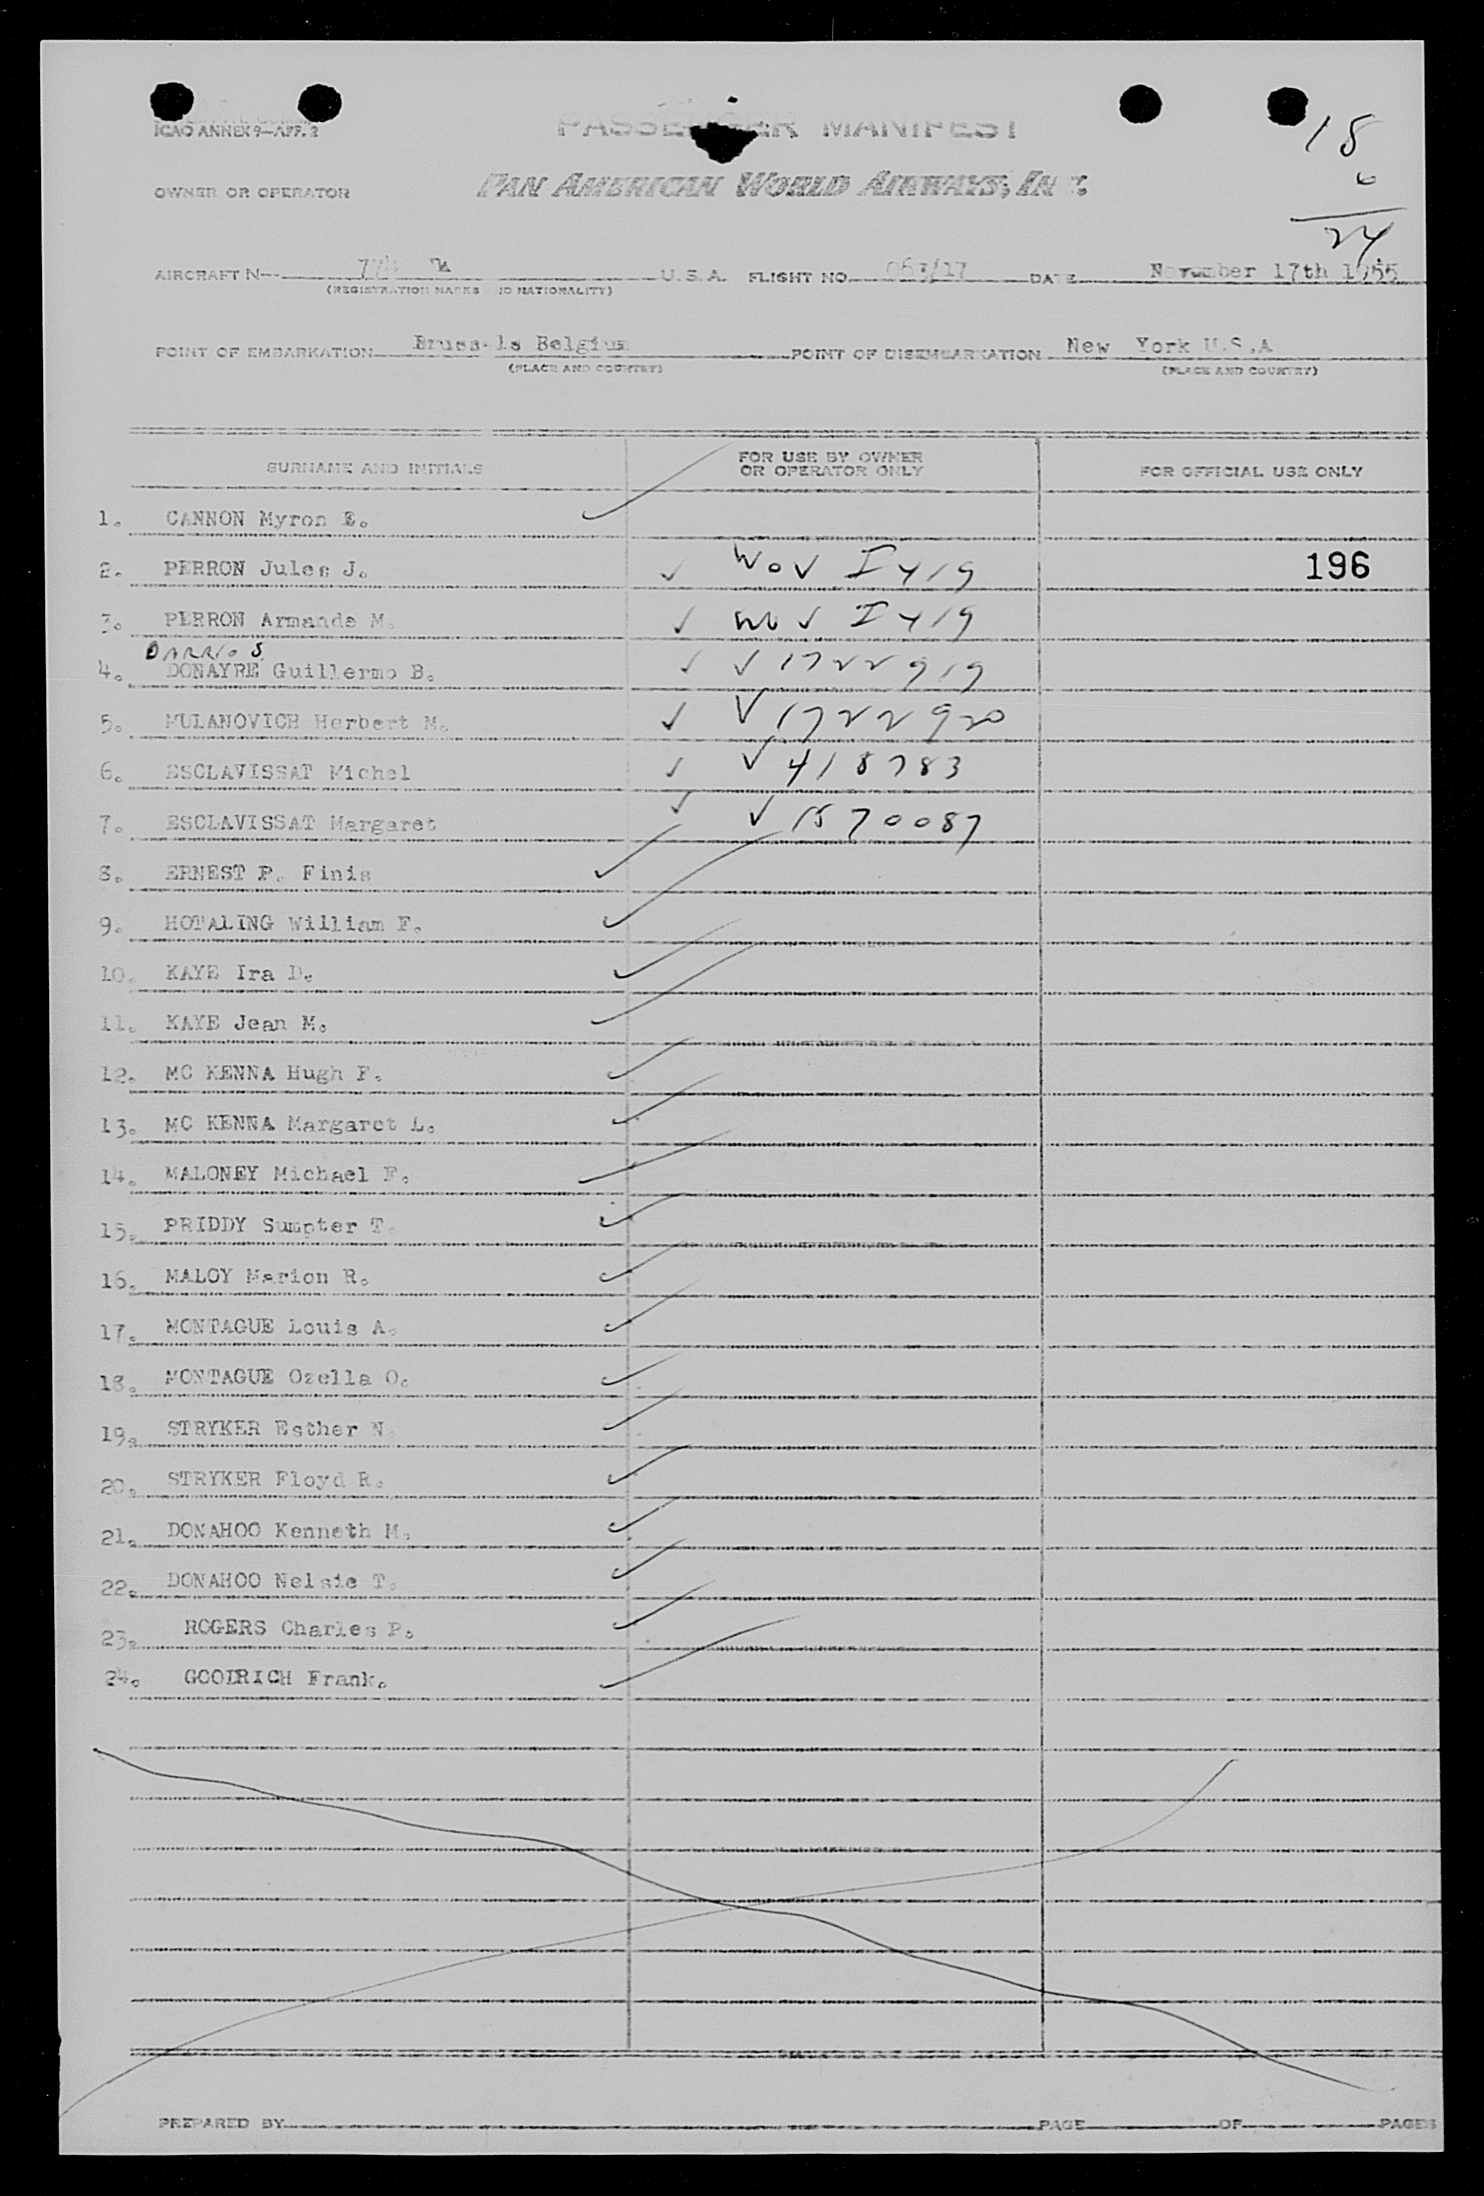 ICAO ANNEX 9—APP. 2
PASSENGER MANIFEST
18
6
24
OWNER OR OPERATOR PAN AMERICAN WORLD AIRWAYS, INC.
AIRCRAFT N-- U. S. A. FLIGHT NO. DATE November 17th 1955
(REGISTRATION MARKS AND NATIONALITY)
POINT OF EMBARKATION Brussels Belgium POINT OF DISEMBARKATION New York U.S.A
(PLACE AND COUNTRY) (PLACE AND COUNTRY)
SURNAME AND INITIALS FOR USE BY OWNER OR OPERATOR ONLY FOR OFFICIAL USE ONLY
1. CANNON Myron E.
2. PERRON Jules J. 196
3. PERRON Armande M.
BARRIOS
4. DONAYRE Guillermo B. V 1722919
5. MULANOVICH Herbert M. V 1722920
6. ESCLAVISSAT Michel V 418783
7. ESCLAVISSAT Margaret V 1570087
8. ERNEST P. Finis
9. HOTALING William F.
10. KAYE Ira D.
11. KAYE Jean M.
12. MC KENNA Hugh F.
13. MC KENNA Margaret L.
14. MALONEY Michael F.
15. PRIDDY Sumpter T.
16. MALOY Marion R.
17. MONTAGUE Louis A.
18. MONTAGUE Ozella O.
19. STRYKER Esther N.
20. STRYKER Floyd R.
21. DONAHOO Kenneth M.
22. DONAHOO Nelsie T.
23. ROGERS Charles P.
24. GOODRICH Frank.
PREPARED BY PAGE OF PAGES